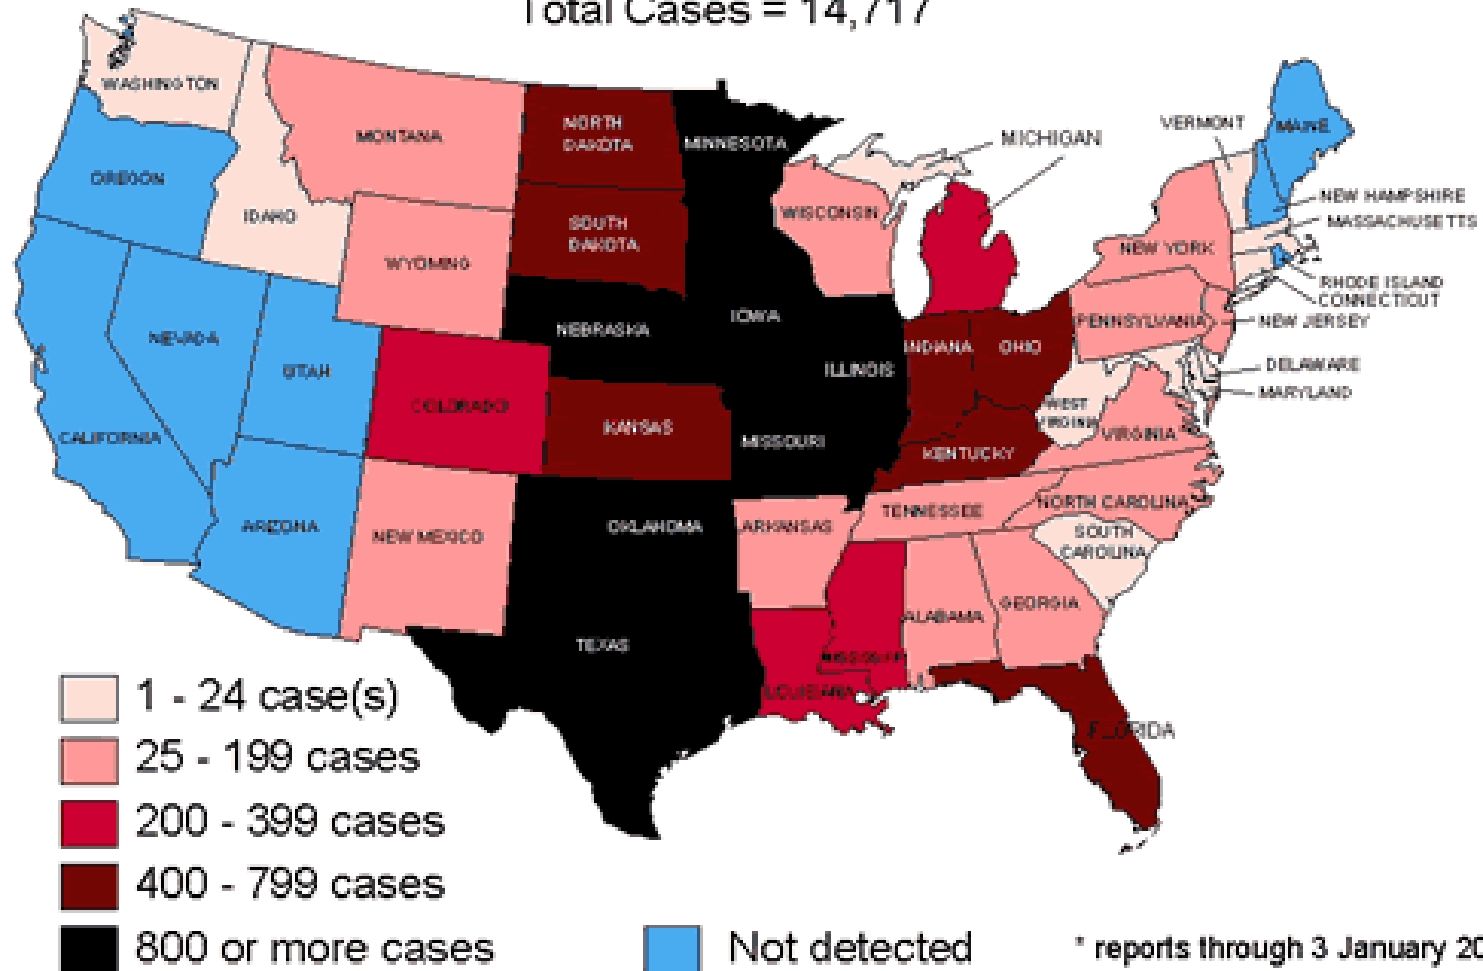 Total Cases = 14,717
WASHINGTON
MONTANA
NORTH
DAKOTA
MINNESOTA
MICHIGAN
VERMONT
MAINE
OREGON
IDAHO
WYOMING
SOUTH
DAKOTA
WISCONSIN
NEW YORK
NEW HAMPSHIRE
MASSACHUSETTS
RHODE ISLAND
CONNECTICUT
NEW JERSEY
PENNSYLVANIA
DELAWARE
MARYLAND
NEVADA
UTAH
COLORADO
NEBRASKA
IOWA
ILLINOIS
INDIANA
OHIO
WEST
VIRGINIA
VIRGINIA
CALIFORNIA
KANSAS
MISSOURI
KENTUCKY
ARIZONA
NEW MEXICO
OKLAHOMA
ARKANSAS
TENNESSEE
NORTH CAROLINA
SOUTH
CAROLINA
TEXAS
LOUISIANA
MISSISSIPPI
ALABAMA
GEORGIA
FLORIDA
1 - 24 case(s)
25 - 199 cases
200 - 399 cases
400 - 799 cases
800 or more cases
Not detected
* reports through 3 January 20